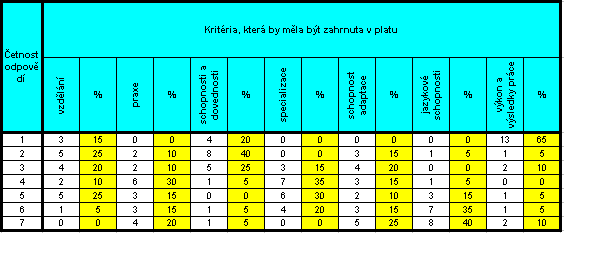 Kritéria, která by měla být zahrnuta v platu
Četnost
odpově
dí
vzdělání
%
praxe
%
schopnosti a
dovednosti
%
specializace
%
schopnost
adaptace
%
jazykové
schopnosti
%
výkon a
výsledky práce
%
1 3 15 0 0 4 20 0 0 0 0 0 0 13 65
2 5 25 2 10 8 40 0 0 3 15 1 5 1 5
3 4 20 2 10 5 25 3 15 4 20 0 0 2 10
4 2 10 6 30 1 5 7 35 3 15 1 5 0 0
5 5 25 3 15 0 0 6 30 2 10 3 15 1 5
6 1 5 3 15 1 5 4 20 3 15 7 35 1 5
7 0 0 4 20 1 5 0 0 5 25 8 40 2 10